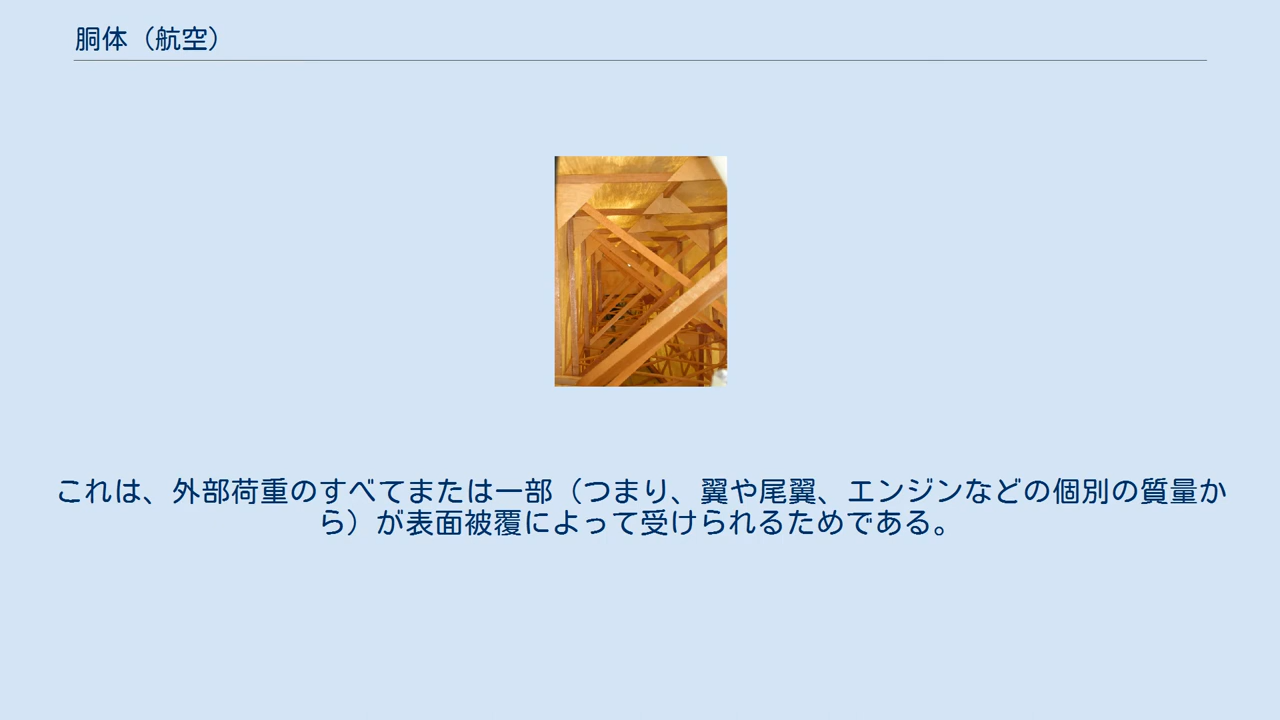 胴体（航空）
これは、外部荷重のすべてまたは一部（つまり、翼や尾翼、エンジンなどの個別の質量か
ら）が表面被覆によって受けられるためである。